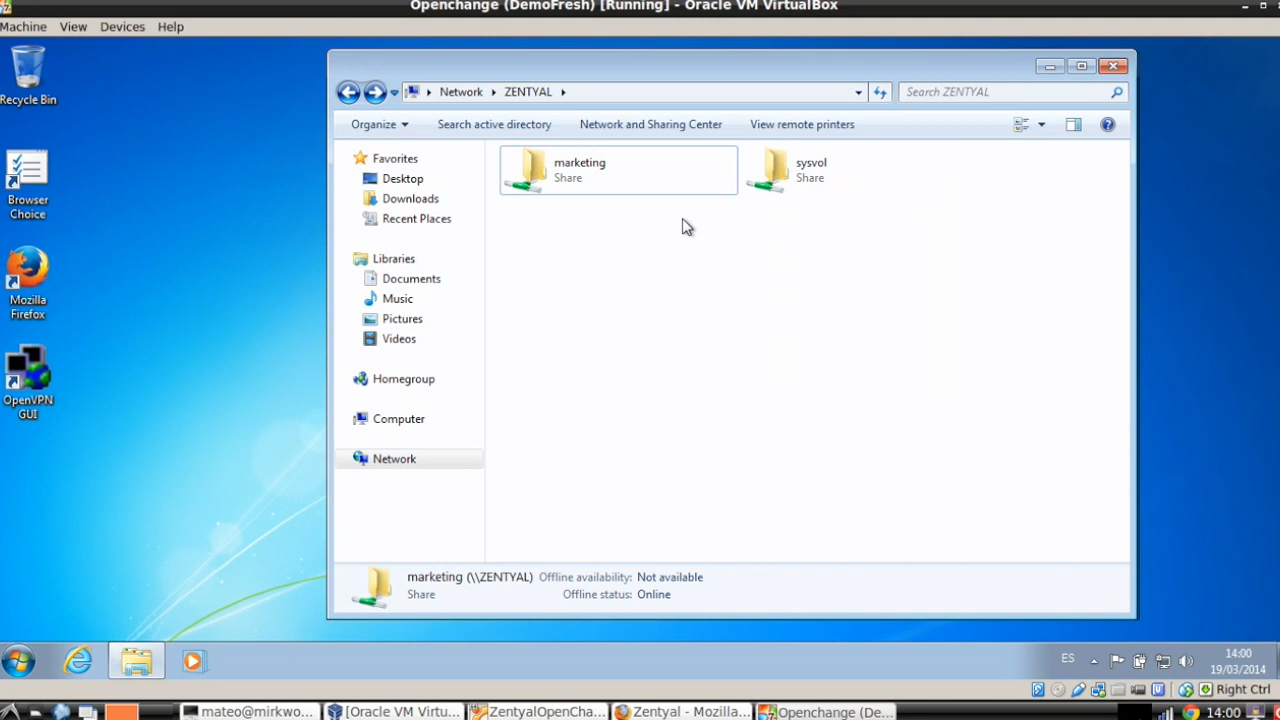 Openchange (DemoFresh) [Running] - Oracle VM VirtualBox
Machine View Devices Help
Recycle Bin
Browser
Choice
Mozilla
Firefox
OpenVPN
GUI
Network ZENTYAL
Search ZENTYAL
Organize Search active directory Network and Sharing Center View remote printers
Favorites
Desktop
Downloads
Recent Places
Libraries
Documents
Music
Pictures
Videos
Homegroup
Computer
Network
marketing
Share
sysvol
Share
marketing (\\ZENTYAL) Offline availability: Not available
Share Offline status: Online
ES
14:00
19/03/2014
Right Ctrl
mateo@mirkwo... [Oracle VM Virtu... ZentyalOpenCha... Zentyal - Mozilla... Openchange (De... 14:00